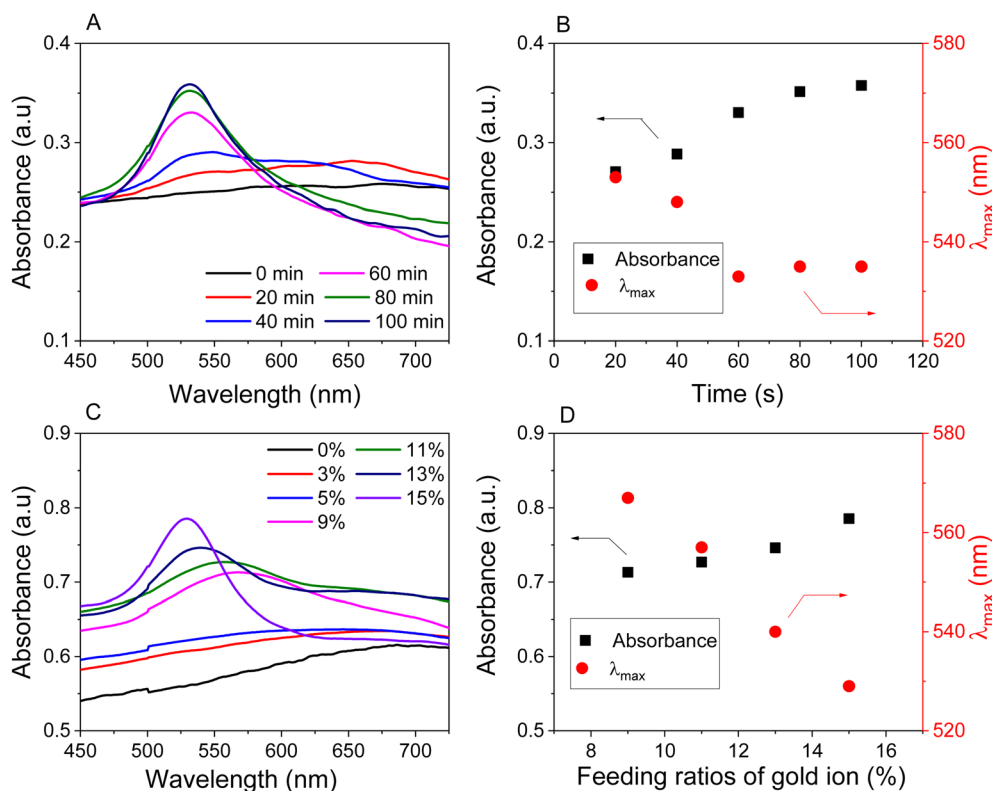 A
Absorbance (a.u)
0.4
0.3
0.2
0.1
0 min
20 min
40 min
60 min
80 min
100 min
450
500
550
600
650
700
Wavelength (nm)
B
Absorbance (a.u.)
0.4
0.3
0.2
0.1
Absorbance
λmax
580
560
540
520
λmax (nm)
0
20
40
60
80
100
120
Time (s)
C
Absorbance (a.u)
0.9
0.8
0.7
0.6
0.5
0%
3%
5%
9%
11%
13%
15%
450
500
550
600
650
700
Wavelength (nm)
D
Absorbance (a.u.)
0.9
0.8
0.7
0.6
0.5
Absorbance
λmax
580
560
540
520
λmax (nm)
8
10
12
14
16
Feeding ratios of gold ion (%)